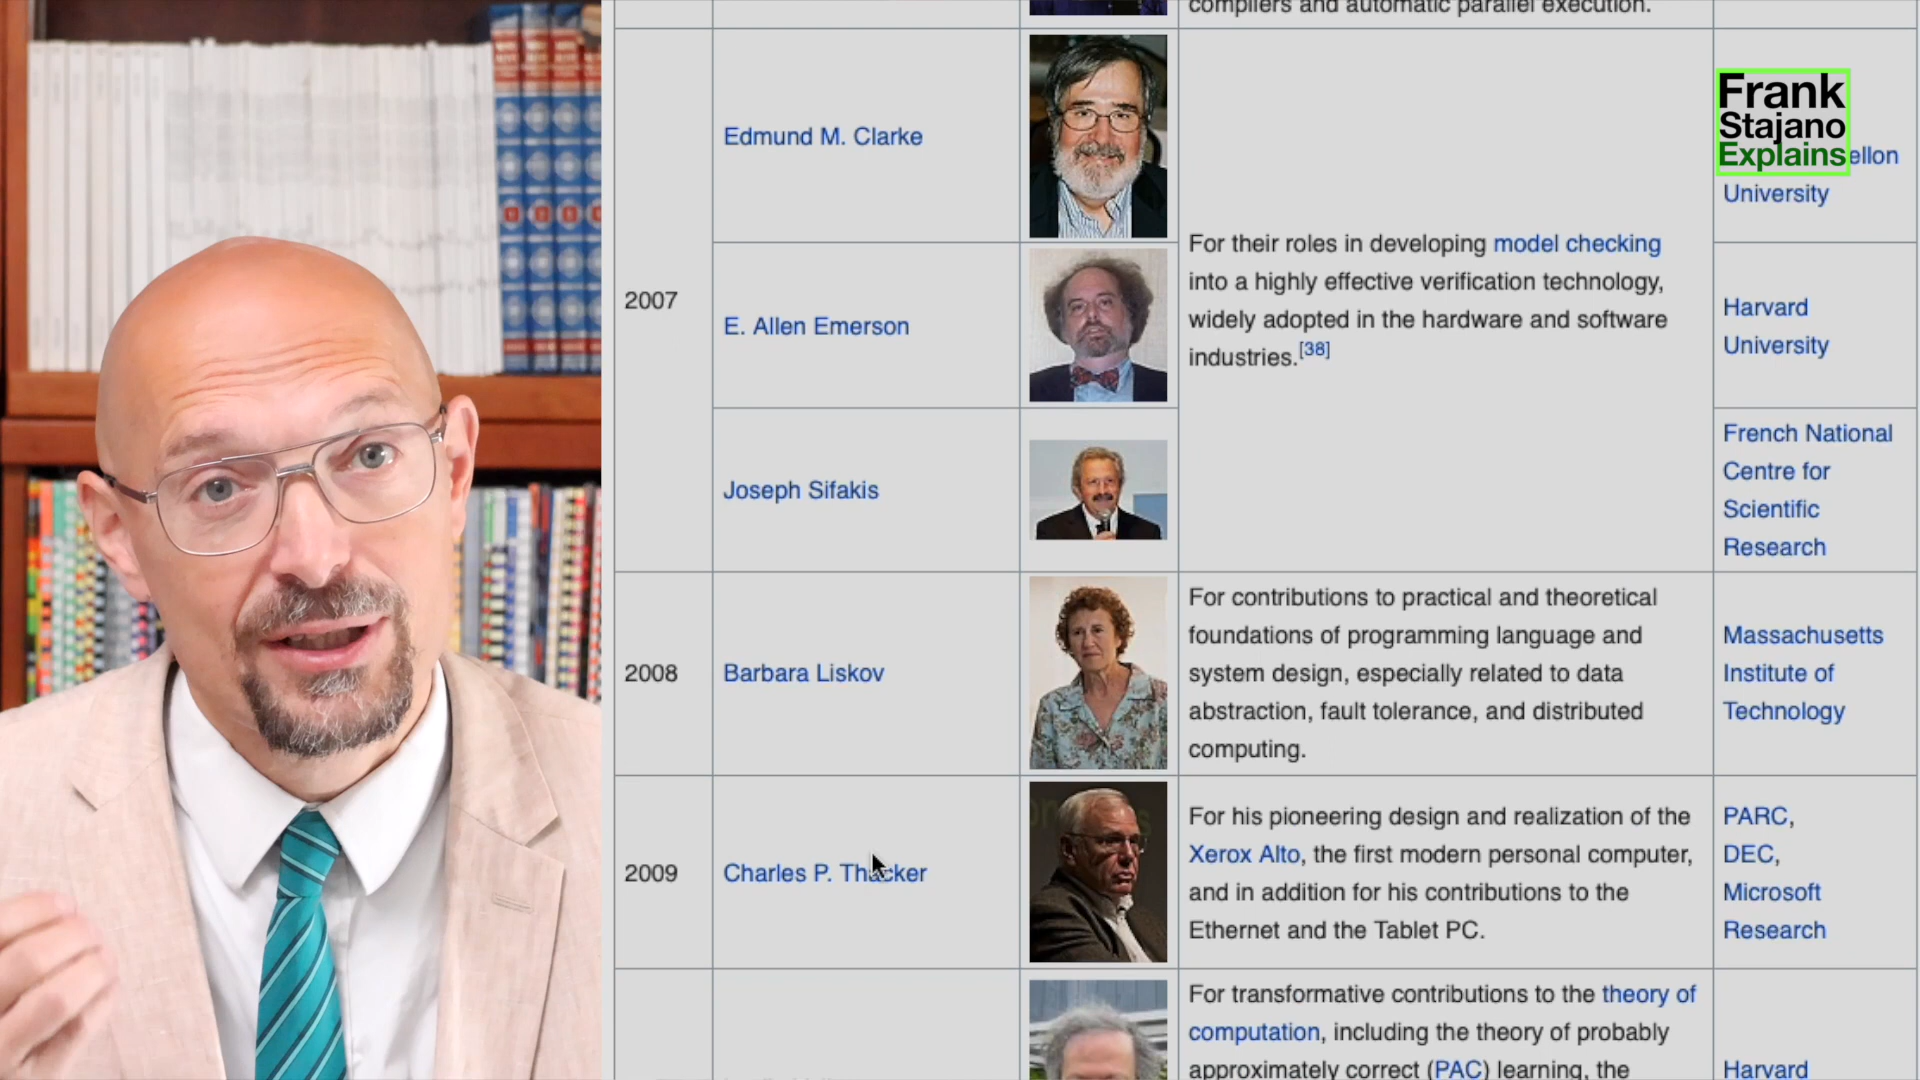 compilers and automatic parallel execution.
Frank
Stajano
Explains
ellon
University
2007
Edmund M. Clarke
E. Allen Emerson
Joseph Sifakis
For their roles in developing model checking
into a highly effective verification technology,
widely adopted in the hardware and software
industries.[38]
Harvard
University
French National
Centre for
Scientific
Research
2008
Barbara Liskov
For contributions to practical and theoretical
foundations of programming language and
system design, especially related to data
abstraction, fault tolerance, and distributed
computing.
Massachusetts
Institute of
Technology
2009
Charles P. Thacker
For his pioneering design and realization of the
Xerox Alto, the first modern personal computer,
and in addition for his contributions to the
Ethernet and the Tablet PC.
PARC,
DEC,
Microsoft
Research
For transformative contributions to the theory of
computation, including the theory of probably
approximately correct (PAC) learning, the
Harvard